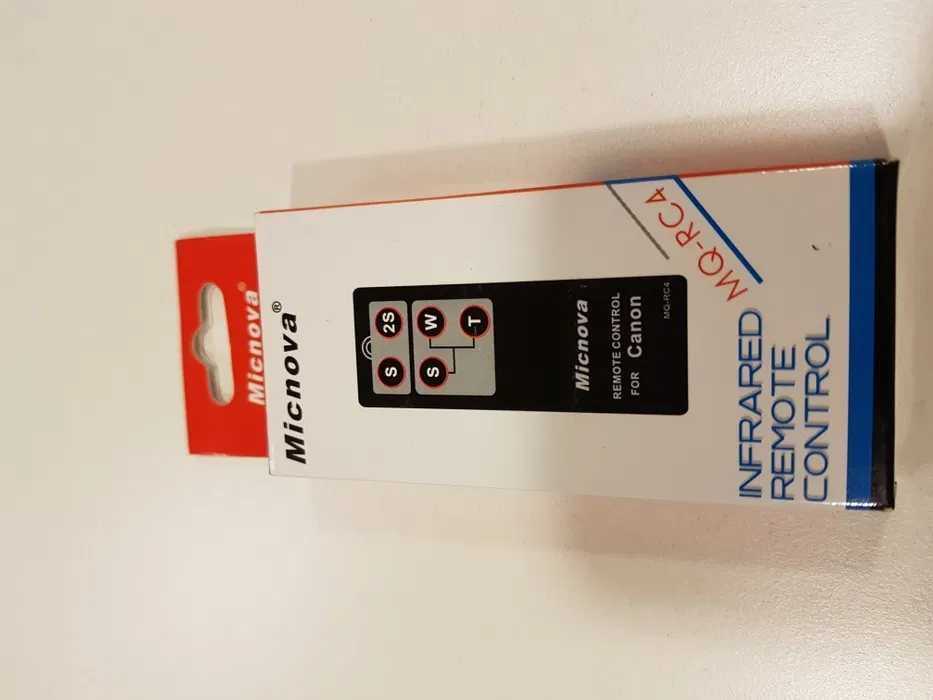 Micnova®
Micnova®
S 2S
S W
T
Micnova
REMOTE CONTROL
FOR Canon
MQ-RC4
MQ-RC4
INFRARED
REMOTE
CONTROL